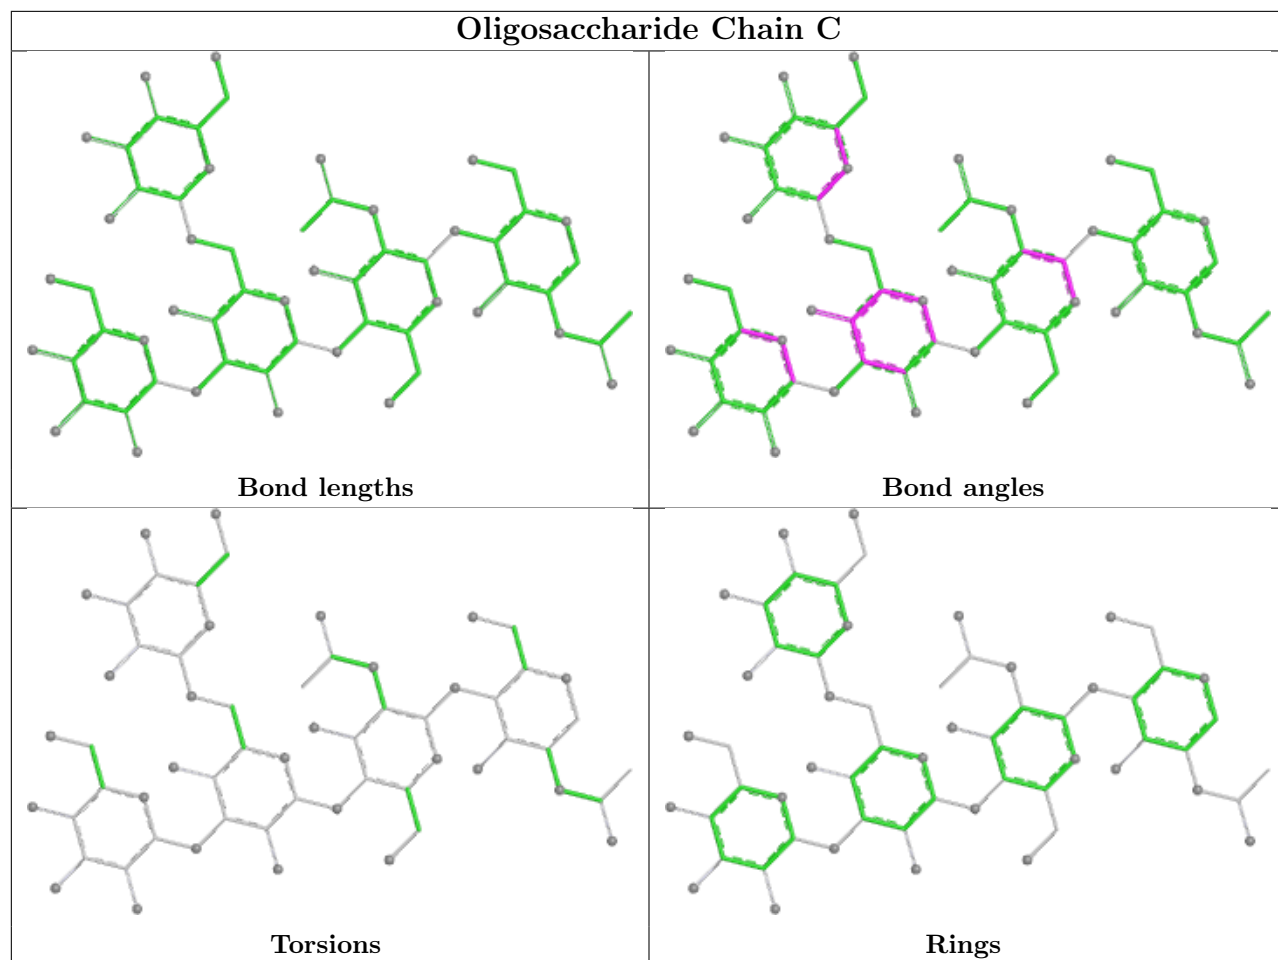 Oligosaccharide Chain C
Bond lengths
Bond angles
Torsions
Rings